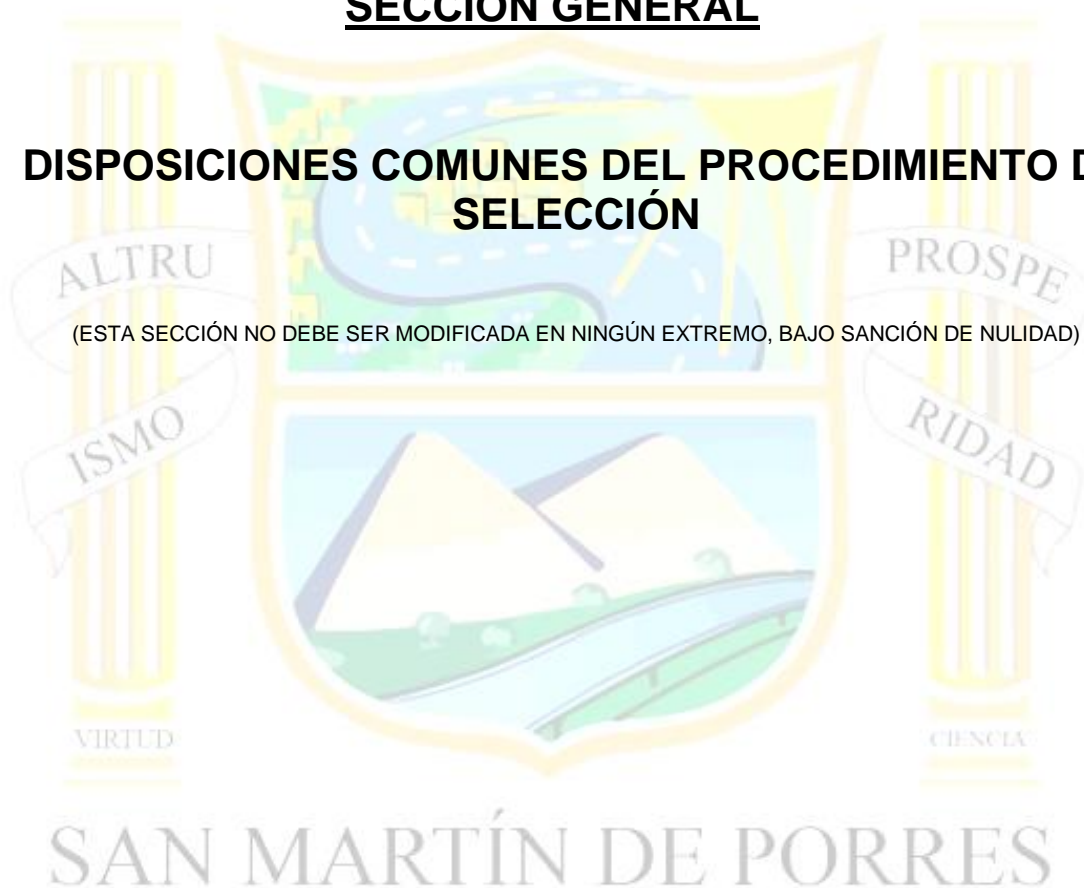 SECCIÓN GENERAL
DISPOSICIONES COMUNES DEL PROCEDIMIENTO D
SELECCIÓN
(ESTA SECCIÓN NO DEBE SER MODIFICADA EN NINGÚN EXTREMO, BAJO SANCIÓN DE NULIDAD)
ALTRU
ISMO
PROSPE
RIDAD
VIRTUD
CIENCIA
SAN MARTÍN DE PORRES